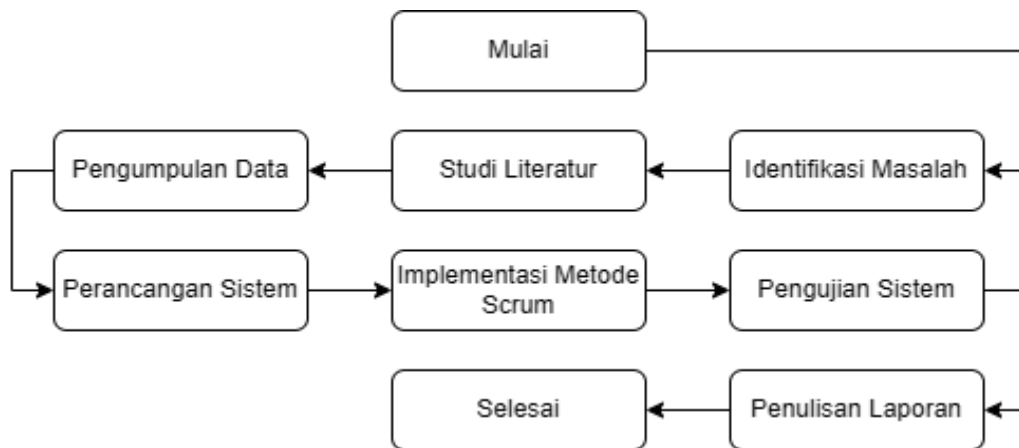 Mulai
Pengumpulan Data
Studi Literatur
Identifikasi Masalah
Perancangan Sistem
Implementasi Metode
Scrum
Pengujian Sistem
Selesai
Penulisan Laporan